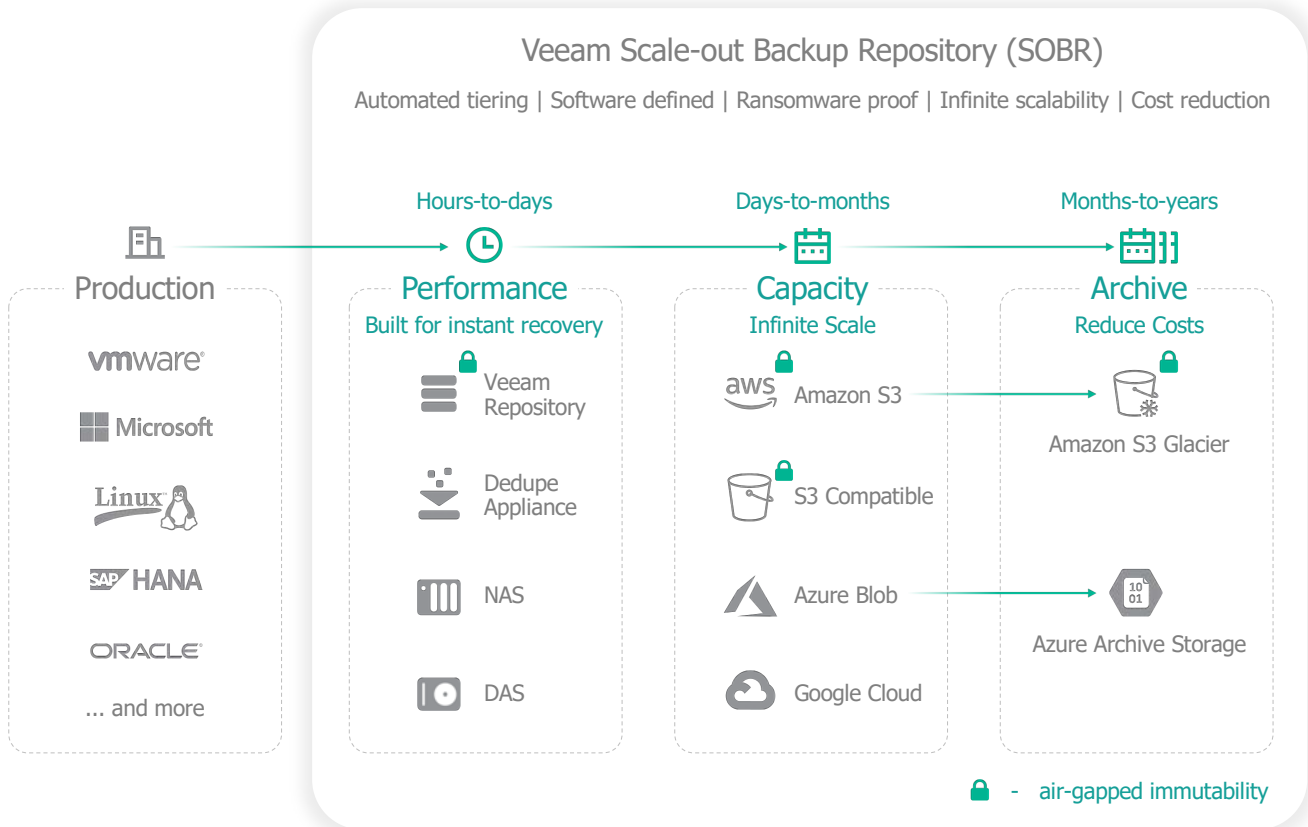 Veeam Scale-out Backup Repository (SOBR)
Automated tiering | Software defined | Ransomware proof | Infinite scalability | Cost reduction
Hours-to-days
Days-to-months
Months-to-years
Production
vmware®
Microsoft
Linux™
SAP HANA
ORACLE®
... and more
Performance
Built for instant recovery
Veeam
Repository
Dedupe
Appliance
NAS
DAS
Capacity
Infinite Scale
aws
Amazon S3
S3 Compatible
Azure Blob
Google Cloud
Archive
Reduce Costs
Amazon S3 Glacier
10
01
Azure Archive Storage
- air-gapped immutability